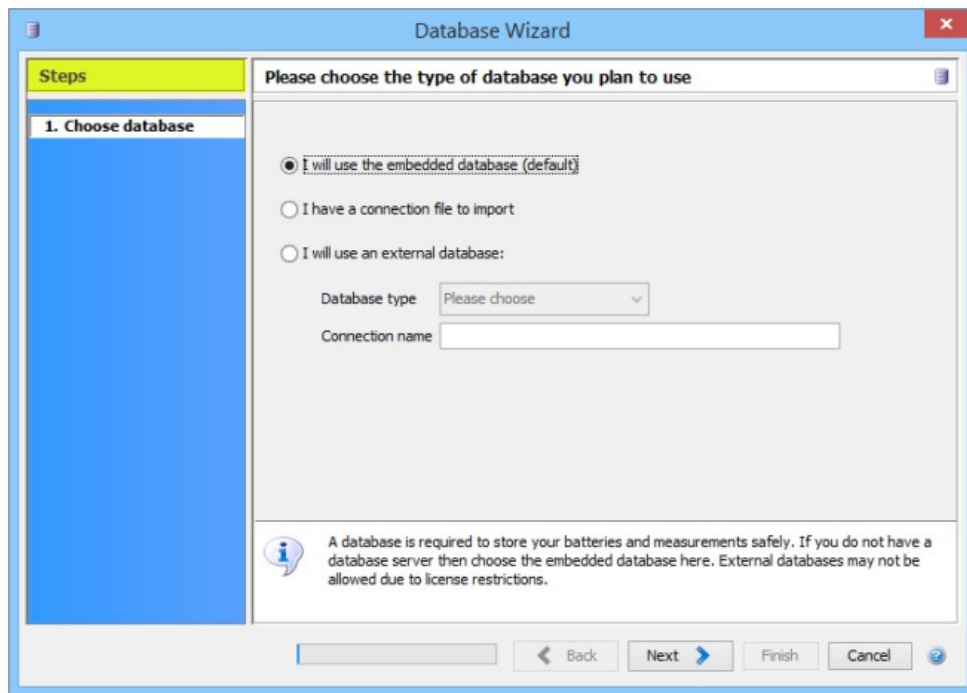 Database Wizard
Steps
Please choose the type of database you plan to use
1. Choose database
I will use the embedded database (default)
I have a connection file to import
I will use an external database:
Database type Please choose
Connection name
A database is required to store your batteries and measurements safely. If you do not have a
database server then choose the embedded database here. External databases may not be
allowed due to license restrictions.
Back Next Finish Cancel